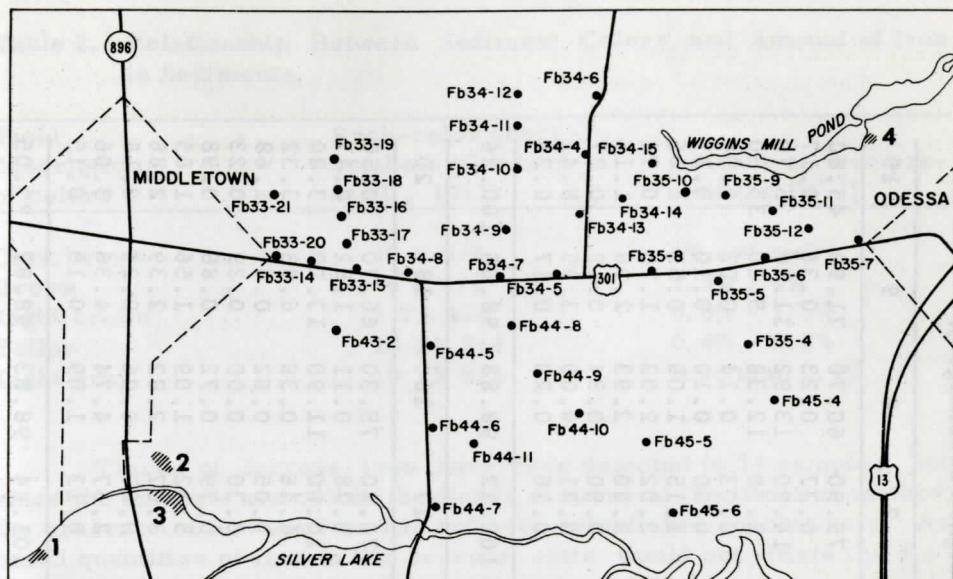 896
Fb34-6
Fb34-12
Fb34-11
POND
4
Fb33-19
Fb34-4
Fb34-15
WIGGINS MILL
Fb34-10
MIDDLETOWN
Fb33-18
Fb35-10
Fb35-9
Fb33-21
Fb33-16
Fb34-14
Fb35-11
ODESSA
Fb34-9
Fb34-13
Fb35-12
Fb33-20
Fb33-17
Fb33-14
Fb34-8
Fb34-7
Fb35-8
Fb35-7
Fb33-13
Fb34-5
301
Fb35-6
Fb35-5
Fb43-2
Fb44-8
Fb44-5
Fb35-4
Fb44-9
Fb45-4
Fb44-6
Fb44-10
Fb44-11
Fb45-5
2
13
3
Fb44-7
Fb45-6
1
SILVER LAKE